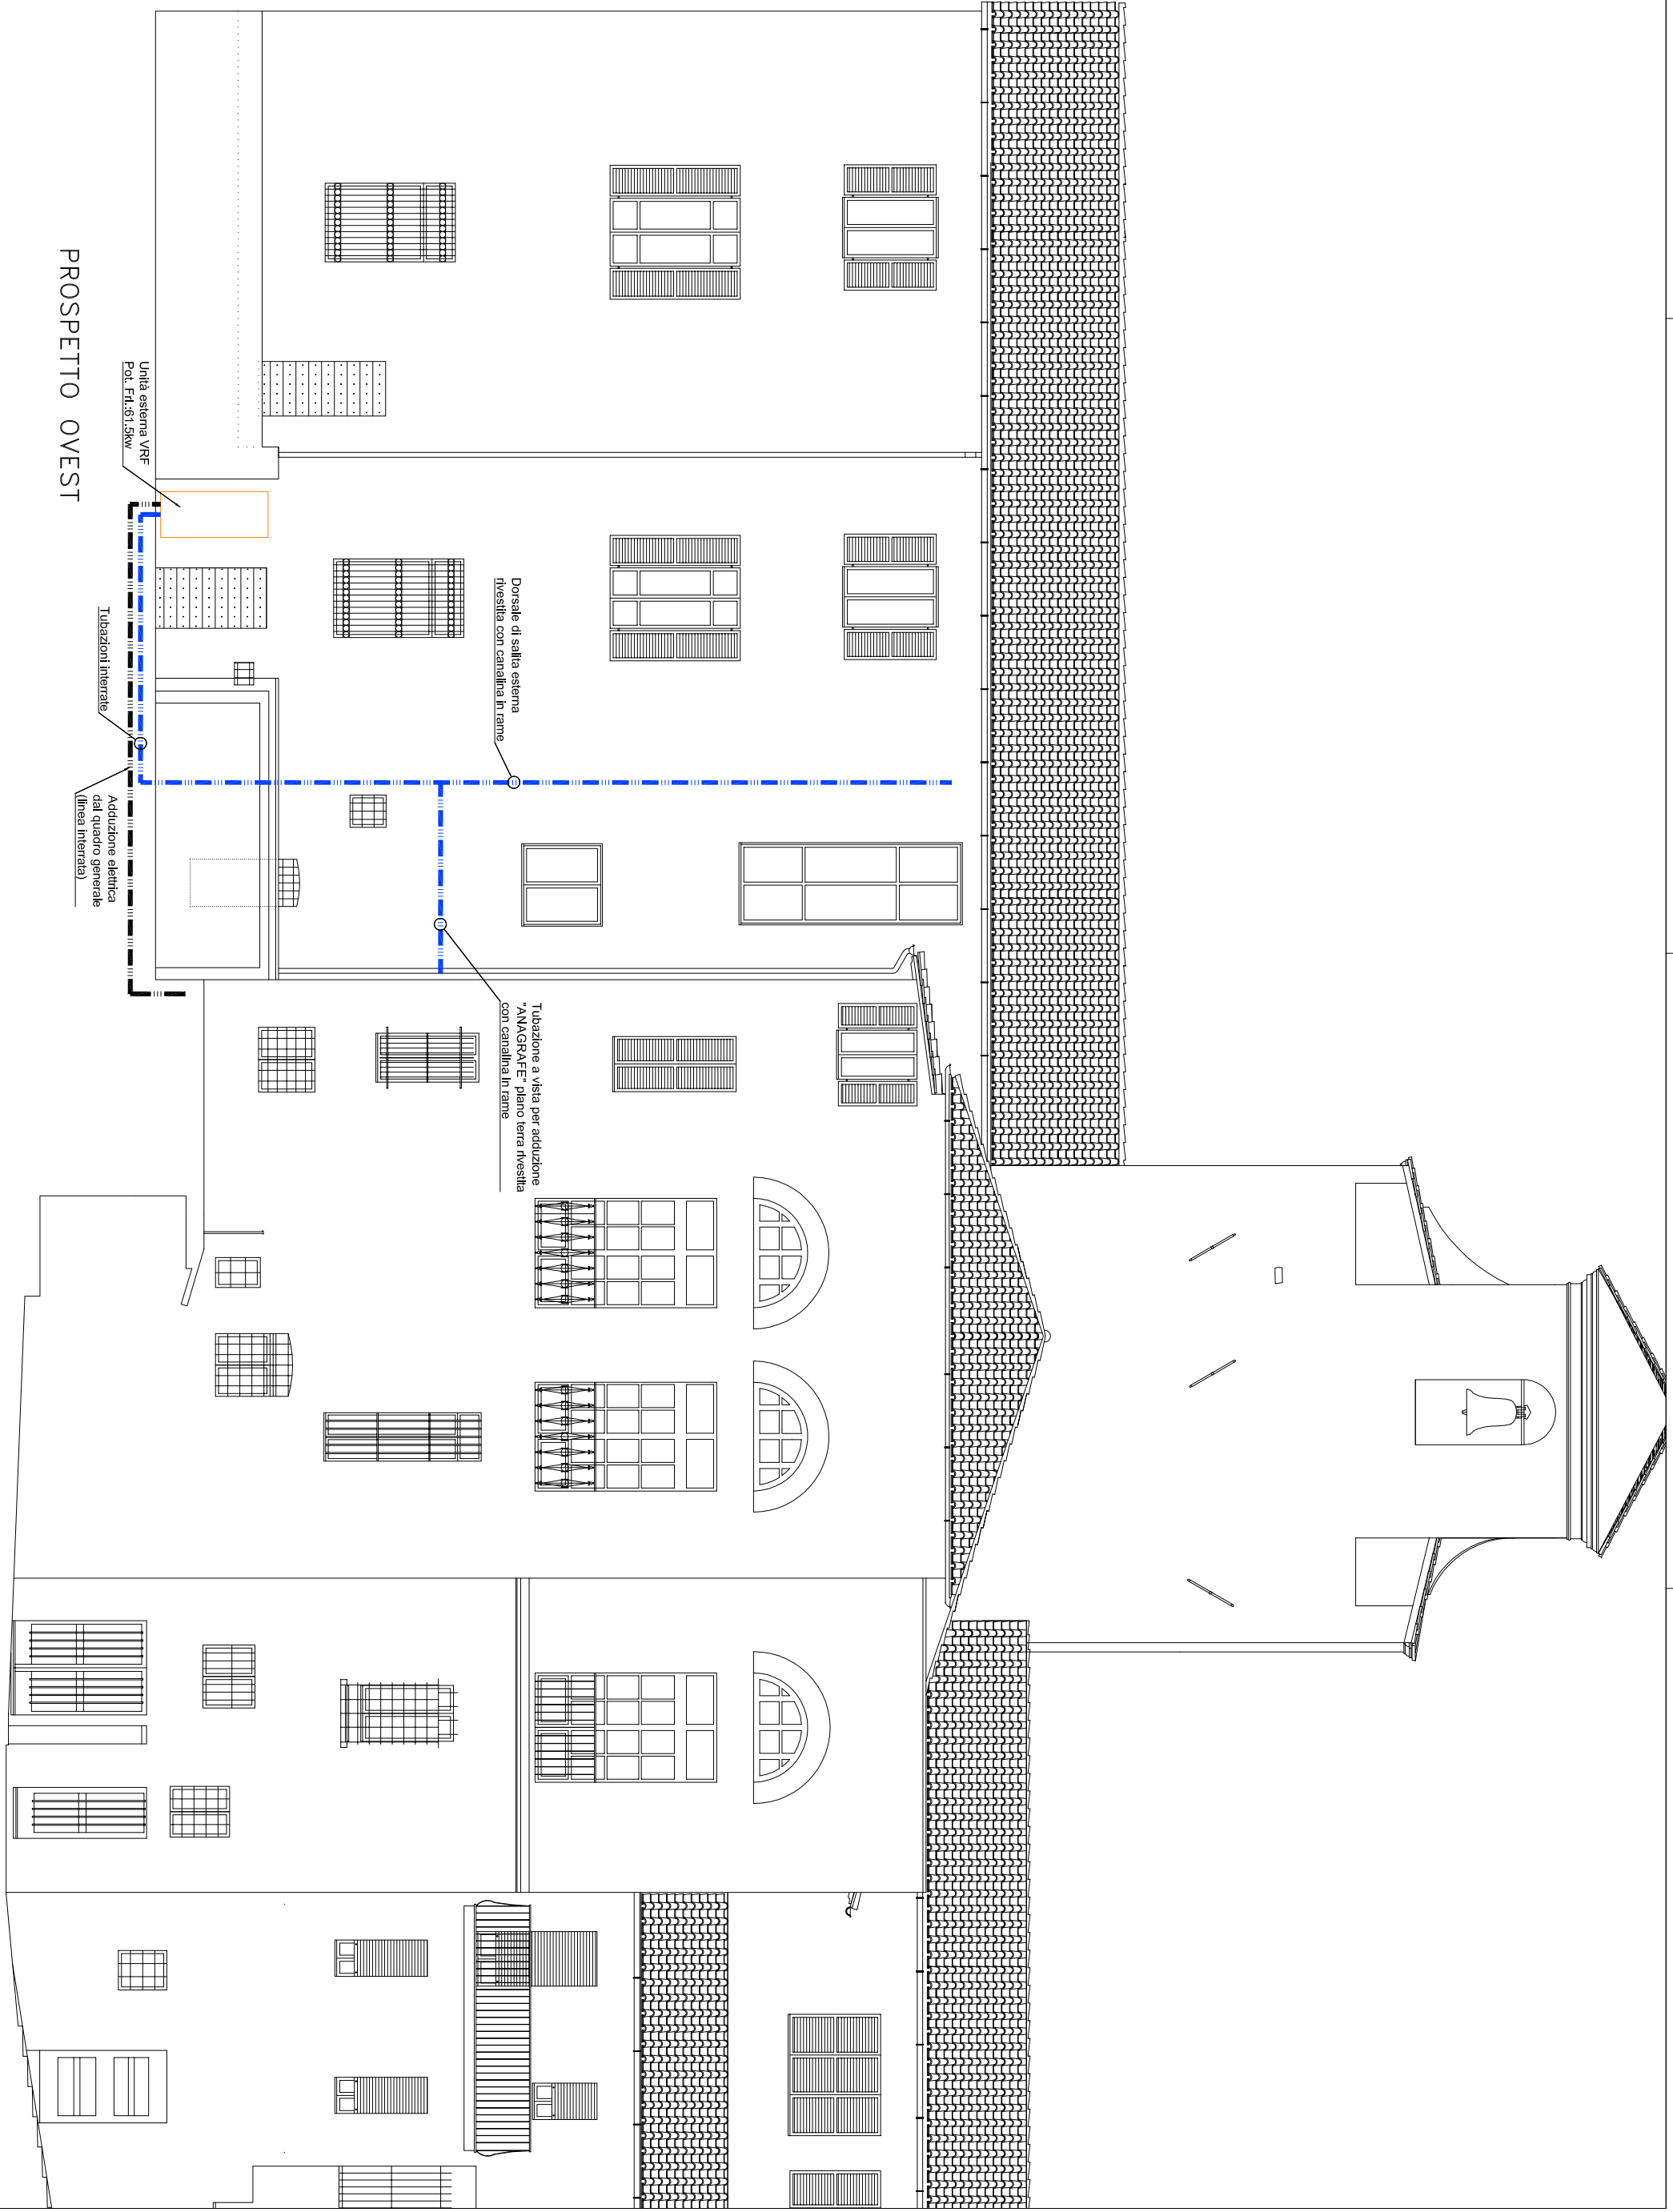 Dorsale di salita esterna
rivestita con canalina in rame
Tubazione a vista per adduzione
"ANAGRAFE" piano terra rivestita
con canalina in rame
Unità esterna VRF
Pot. Fri.:61.5kw
Tubazioni interrate
Adduzione elettrica
dal quadro generale
(linea interrata)
PROSPETTO OVEST